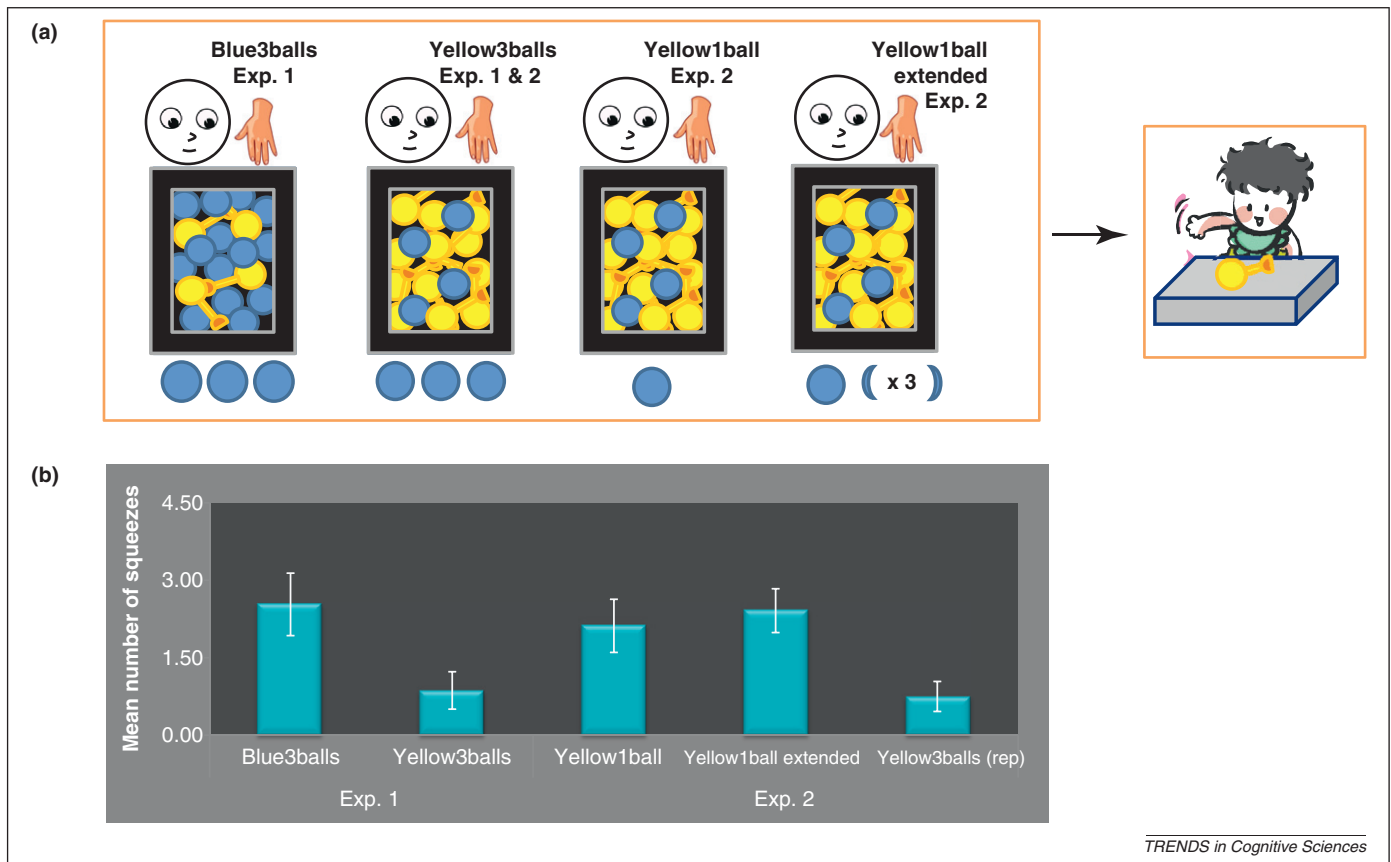 (a)
Blue3balls
Exp. 1
Yellow3balls
Exp. 1 & 2
Yellow1ball
Exp. 2
Yellow1ball
extended
Exp. 2
( x 3 )
(b)
Mean number of squeezes
4.50
3.00
1.50
0.00
Blue3balls Yellow3balls Yellow1ball Yellow1ball extended Yellow3balls (rep)
Exp. 1 Exp. 2
TRENDS in Cognitive Sciences